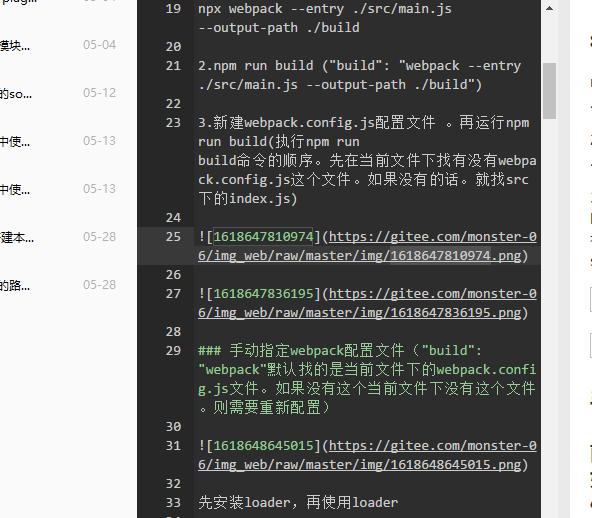 plug...
05-04
模块...
05-04
的so...
05-12
中使...
05-13
中使...
05-13
建本...
05-28
的路...
05-28
19 npx webpack --entry ./src/main.js
--output-path ./build
20
21 2.npm run build ("build": "webpack --entry
./src/main.js --output-path ./build")
22
23 3.新建webpack.config.js配置文件 。再运行npm
run build(执行npm run
build命令的顺序。先在当前文件下找有没有webpa
ck.config.js这个文件。如果没有的话。就找src
下的index.js)
24
25 ![1618647810974](https://gitee.com/monster-0
6/img_web/raw/master/img/1618647810974.png)
26
27 ![1618647836195](https://gitee.com/monster-0
6/img_web/raw/master/img/1618647836195.png)
28
29 ### 手动指定webpack配置文件（"build":
"webpack"默认找的是当前文件下的webpack.confi
g.js文件。如果没有这个当前文件下没有这个文件
。则需要重新配置）
30
31 ![1618648645015](https://gitee.com/monster-0
6/img_web/raw/master/img/1618648645015.png)
32
33 先安装loader，再使用loader